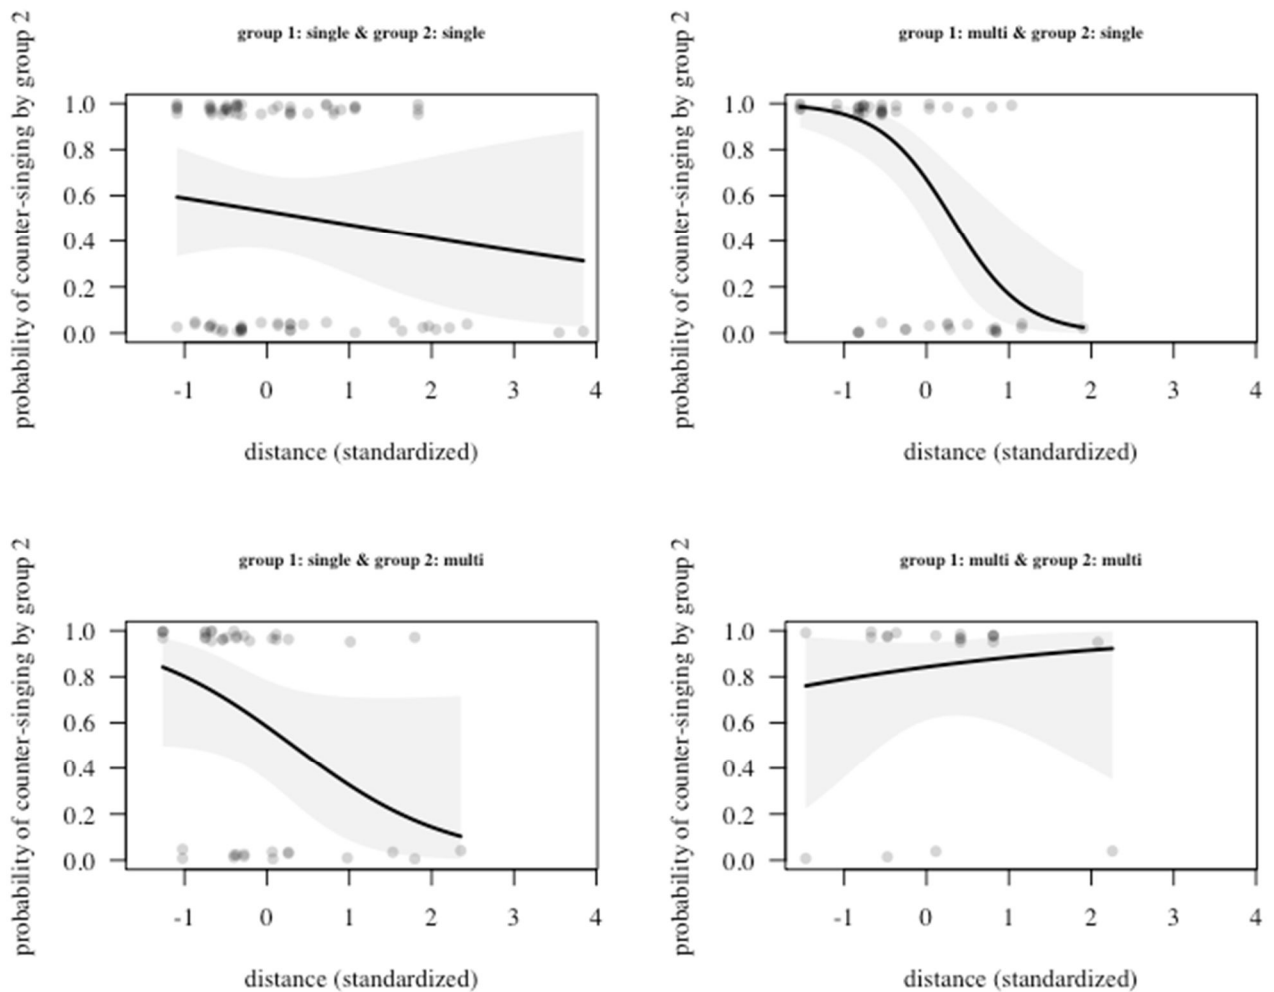 group 1: single & group 2: single
probability of counter-singing by group 2
1.0
0.8
0.6
0.4
0.2
0.0
-1 0 1 2 3 4
distance (standardized)
group 1: multi & group 2: single
probability of counter-singing by group 2
1.0
0.8
0.6
0.4
0.2
0.0
-1 0 1 2 3 4
distance (standardized)
group 1: single & group 2: multi
probability of counter-singing by group 2
1.0
0.8
0.6
0.4
0.2
0.0
-1 0 1 2 3 4
distance (standardized)
group 1: multi & group 2: multi
probability of counter-singing by group 2
1.0
0.8
0.6
0.4
0.2
0.0
-1 0 1 2 3 4
distance (standardized)